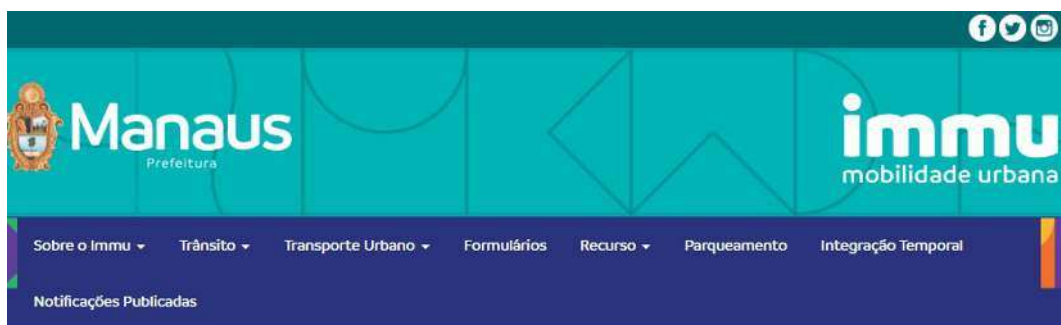 Manaus
Prefeitura
immu
mobilidade urbana
Sobre o Immu Trânsito Transporte Urbano Formulários Recurso Parqueamento Integração Temporal
Notificações Publicadas